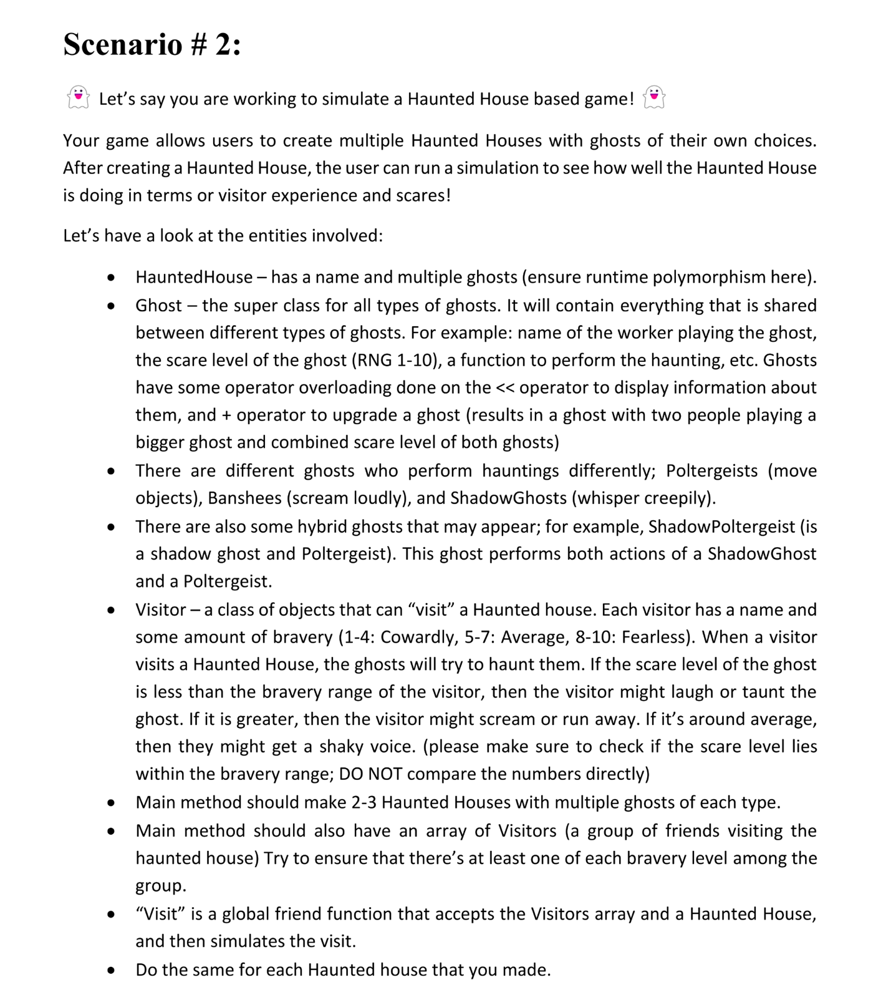 Scenario # 2:
Let’s say you are working to simulate a Haunted House based game!
Your game allows users to create multiple Haunted Houses with ghosts of their own choices.
After creating a Haunted House, the user can run a simulation to see how well the Haunted House
is doing in terms or visitor experience and scares!
Let’s have a look at the entities involved:
• HauntedHouse – has a name and multiple ghosts (ensure runtime polymorphism here).
• Ghost – the super class for all types of ghosts. It will contain everything that is shared
between different types of ghosts. For example: name of the worker playing the ghost,
the scare level of the ghost (RNG 1-10), a function to perform the haunting, etc. Ghosts
have some operator overloading done on the << operator to display information about
them, and + operator to upgrade a ghost (results in a ghost with two people playing a
bigger ghost and combined scare level of both ghosts)
• There are different ghosts who perform hauntings differently; Poltergeists (move
objects), Banshees (scream loudly), and ShadowGhosts (whisper creepily).
• There are also some hybrid ghosts that may appear; for example, ShadowPoltergeist (is
a shadow ghost and Poltergeist). This ghost performs both actions of a ShadowGhost
and a Poltergeist.
• Visitor – a class of objects that can “visit” a Haunted house. Each visitor has a name and
some amount of bravery (1-4: Cowardly, 5-7: Average, 8-10: Fearless). When a visitor
visits a Haunted House, the ghosts will try to haunt them. If the scare level of the ghost
is less than the bravery range of the visitor, then the visitor might laugh or taunt the
ghost. If it is greater, then the visitor might scream or run away. If it’s around average,
then they might get a shaky voice. (please make sure to check if the scare level lies
within the bravery range; DO NOT compare the numbers directly)
• Main method should make 2-3 Haunted Houses with multiple ghosts of each type.
• Main method should also have an array of Visitors (a group of friends visiting the
haunted house) Try to ensure that there’s at least one of each bravery level among the
group.
• “Visit” is a global friend function that accepts the Visitors array and a Haunted House,
and then simulates the visit.
• Do the same for each Haunted house that you made.